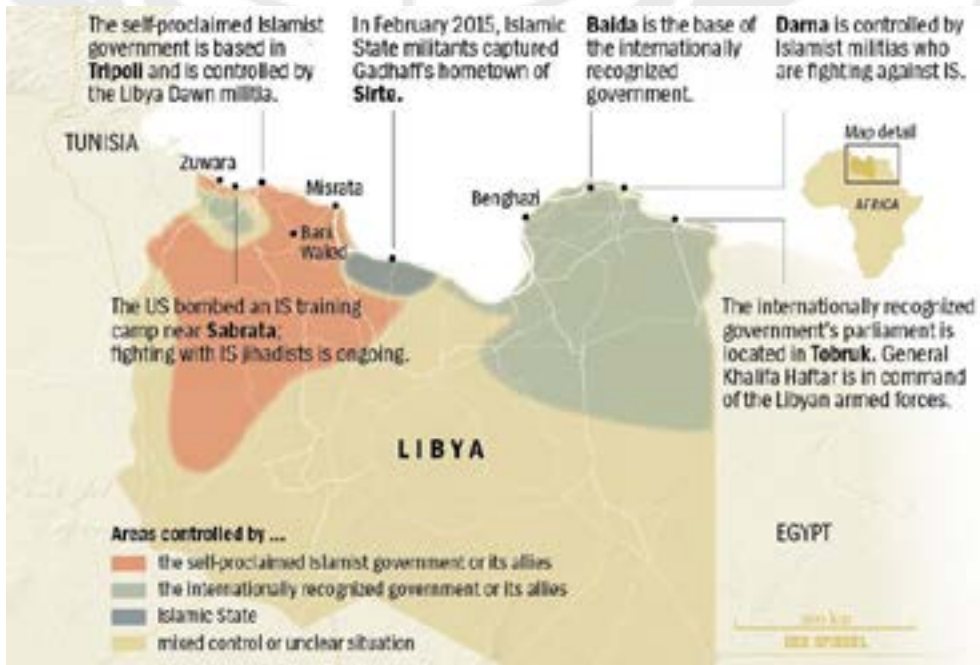 The self-proclaimed Islamist
government is based in
Tripoli and is controlled by
the Libya Dawn militia.
In February 2015, Islamic
State militants captured
Gadhaff's hometown of
Sirte.
Baida is the base of
the internationally
recognized
government.
Darna is controlled by
Islamist militias who
are fighting against IS.
TUNISIA
Map detail
AFRICA
Zuwara
Misrata
Benghazi
Bani
Walied
The US bombed an IS training
camp near Sabrata;
fighting with IS jihadists is ongoing.
The internationally recognized
government's parliament is
located in Tobruk. General
Khalifa Haftar is in command
of the Libyan armed forces.
LIBYA
EGYPT
Areas controlled by ...
the self-proclaimed Islamist government or its allies
the internationally recognized government or its allies
Islamic State
mixed control or unclear situation
km
DER SPIEGEL